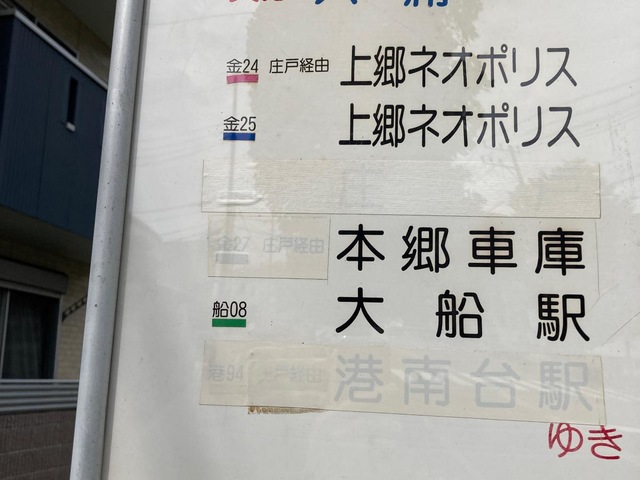 金24 庄戸経由 上郷ネオポリス
金25 上郷ネオポリス
金27 庄戸経由 本郷車庫
船08 大船駅
港94 庄戸経由 港南台駅
ゆき